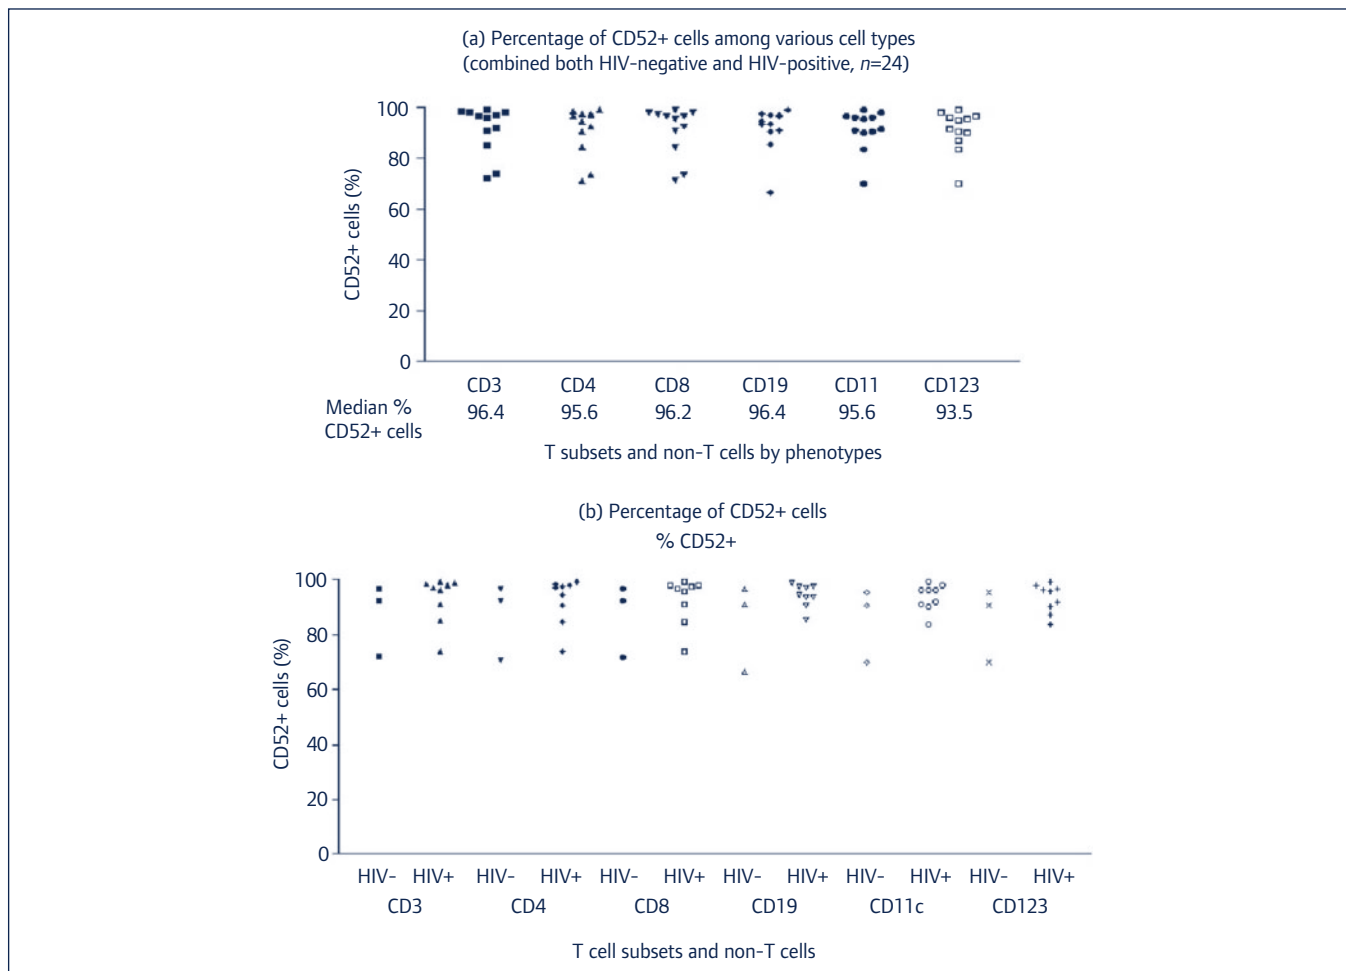 (a) Percentage of CD52+ cells among various cell types
(combined both HIV-negative and HIV-positive, n=24)
100
80
60
40
20
0
CD52+ cells (%)
CD3 CD4 CD8 CD19 CD11 CD123
Median % 96.4 95.6 96.2 96.4 95.6 93.5
CD52+ cells
T subsets and non-T cells by phenotypes
(b) Percentage of CD52+ cells
% CD52+
100
80
60
40
20
0
CD52+ cells (%)
HIV- HIV+ HIV- HIV+ HIV- HIV+ HIV- HIV+ HIV- HIV+ HIV- HIV+
CD3 CD4 CD8 CD19 CD11c CD123
T cell subsets and non-T cells